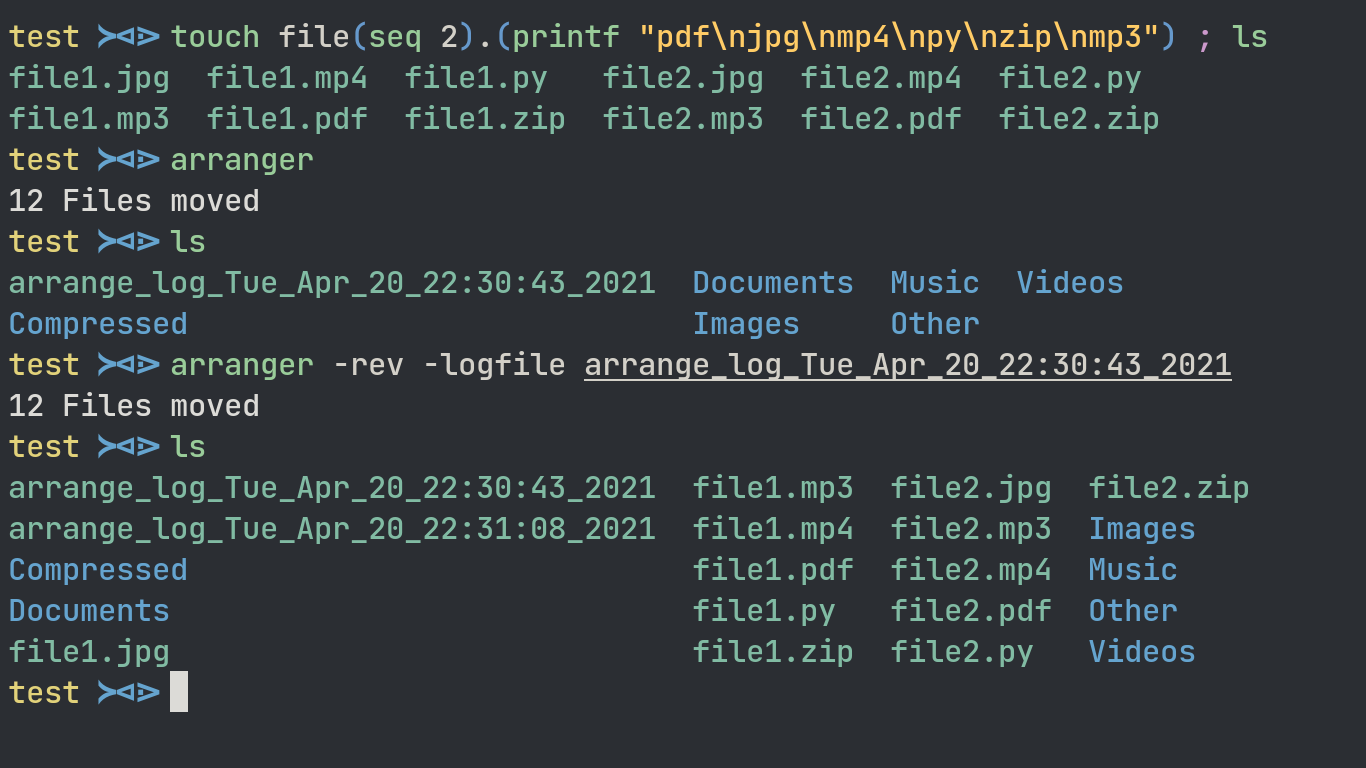 test ≻⊲⋗ touch file(seq 2).(printf "pdf\njpg\nmp4\npy\nzip\nmp3") ; ls
file1.jpg  file1.mp4  file1.py   file2.jpg  file2.mp4  file2.py
file1.mp3  file1.pdf  file1.zip  file2.mp3  file2.pdf  file2.zip
test ≻⊲⋗ arranger
12 Files moved
test ≻⊲⋗ ls
arrange_log_Tue_Apr_20_22:30:43_2021  Documents  Music  Videos
Compressed                            Images     Other
test ≻⊲⋗ arranger -rev -logfile arrange_log_Tue_Apr_20_22:30:43_2021
12 Files moved
test ≻⊲⋗ ls
arrange_log_Tue_Apr_20_22:30:43_2021  file1.mp3  file2.jpg  file2.zip
arrange_log_Tue_Apr_20_22:31:08_2021  file1.mp4  file2.mp3  Images
Compressed                            file1.pdf  file2.mp4  Music
Documents                             file1.py   file2.pdf  Other
file1.jpg                             file1.zip  file2.py   Videos
test ≻⊲⋗